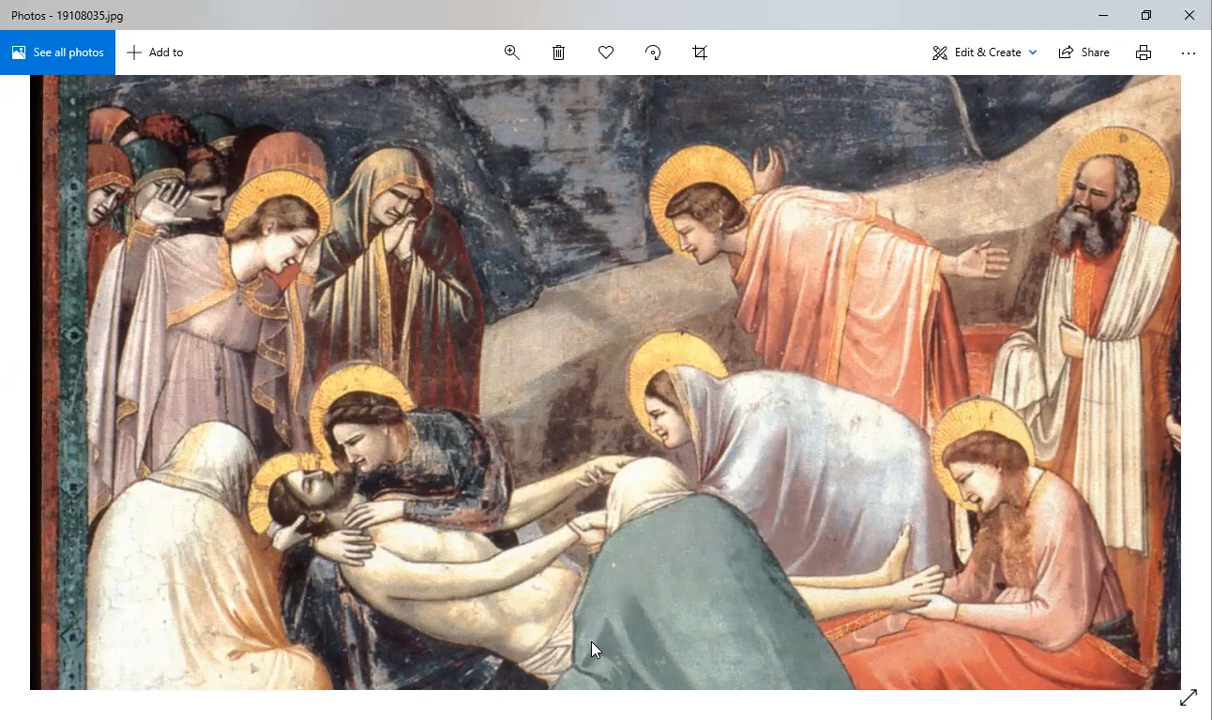 Photos - 19108035.jpg
See all photos
Add to
Edit & Create
Share